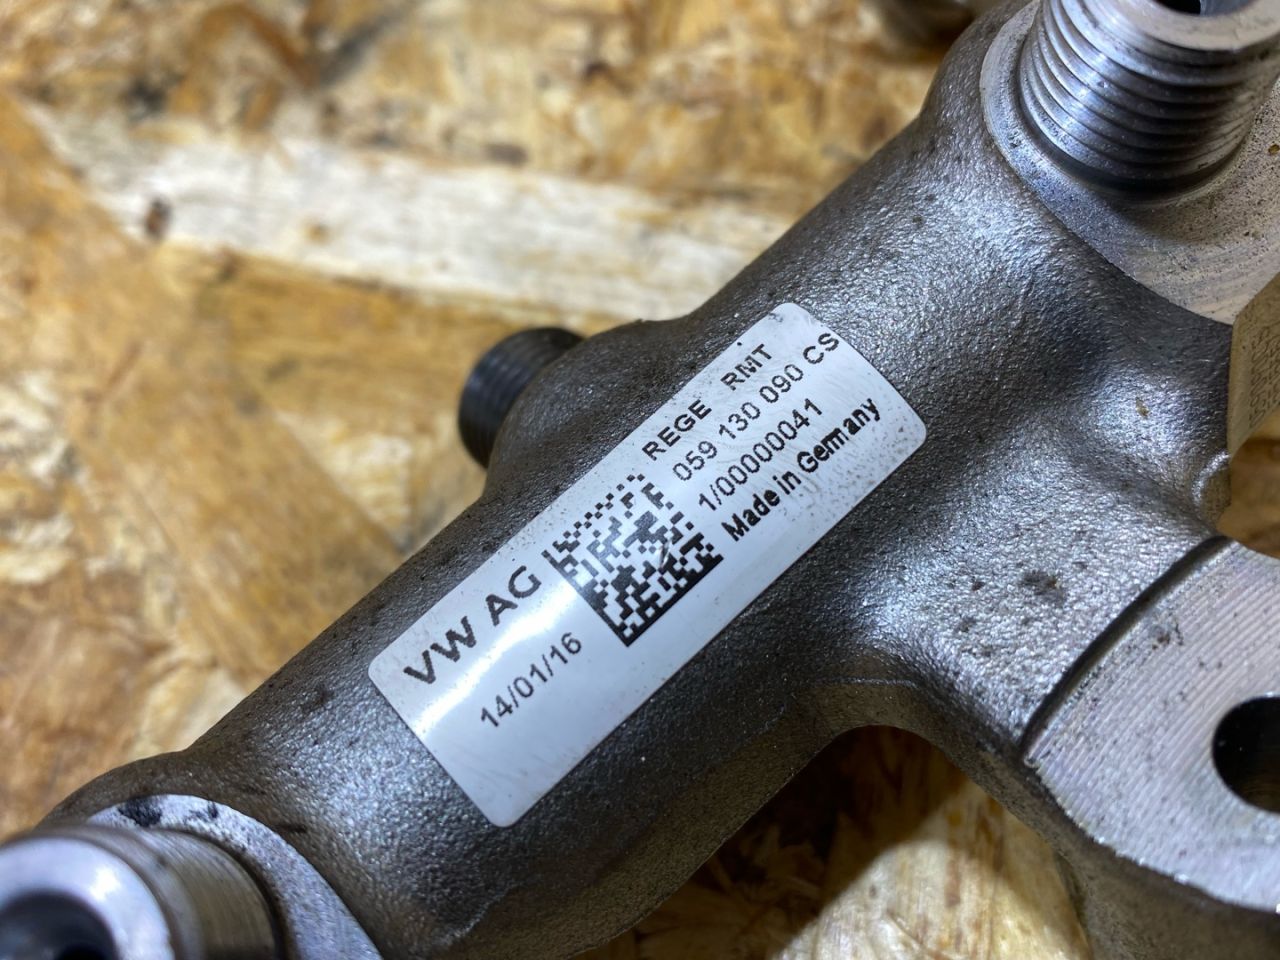 VW AG
14/01/16
REGE RMT
059 130 090 CS
1/00000041
Made in Germany